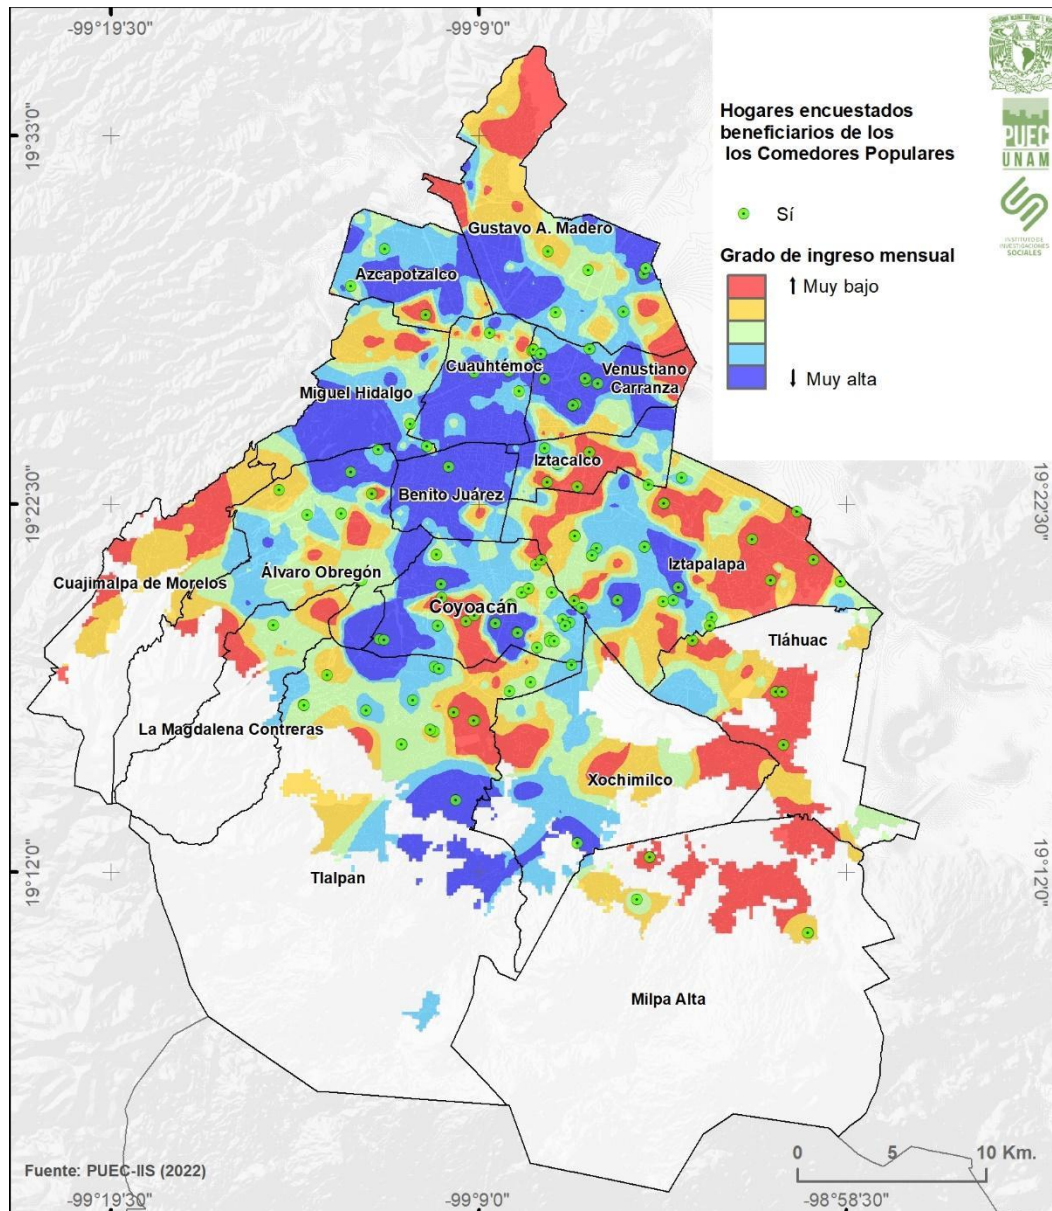 -99°19'30"
-99°9'0"
19°33'0"
Hogares encuestados
beneficiarios de los
los Comedores Populares
Sí
Grado de ingreso mensual
Muy bajo
Muy alta
PUEC
UNAM
INSTITUTO DE
INVESTIGACIONES
SOCIALES
Gustavo A. Madero
Azcapotzalco
Cuauhtémoc
Venustiano
Carranza
Miguel Hidalgo
Iztacalco
Benito Juárez
19°22'30"
19°22'30"
Iztapalapa
Álvaro Obregón
Cuajimalpa de Morelos
Coyoacán
Tláhuac
La Magdalena Contreras
Xochimilco
19°12'0"
19°12'0"
Tlalpan
Milpa Alta
0 5 10 Km.
Fuente: PUEC-IIS (2022)
-99°19'30"
-99°9'0"
-98°58'30"